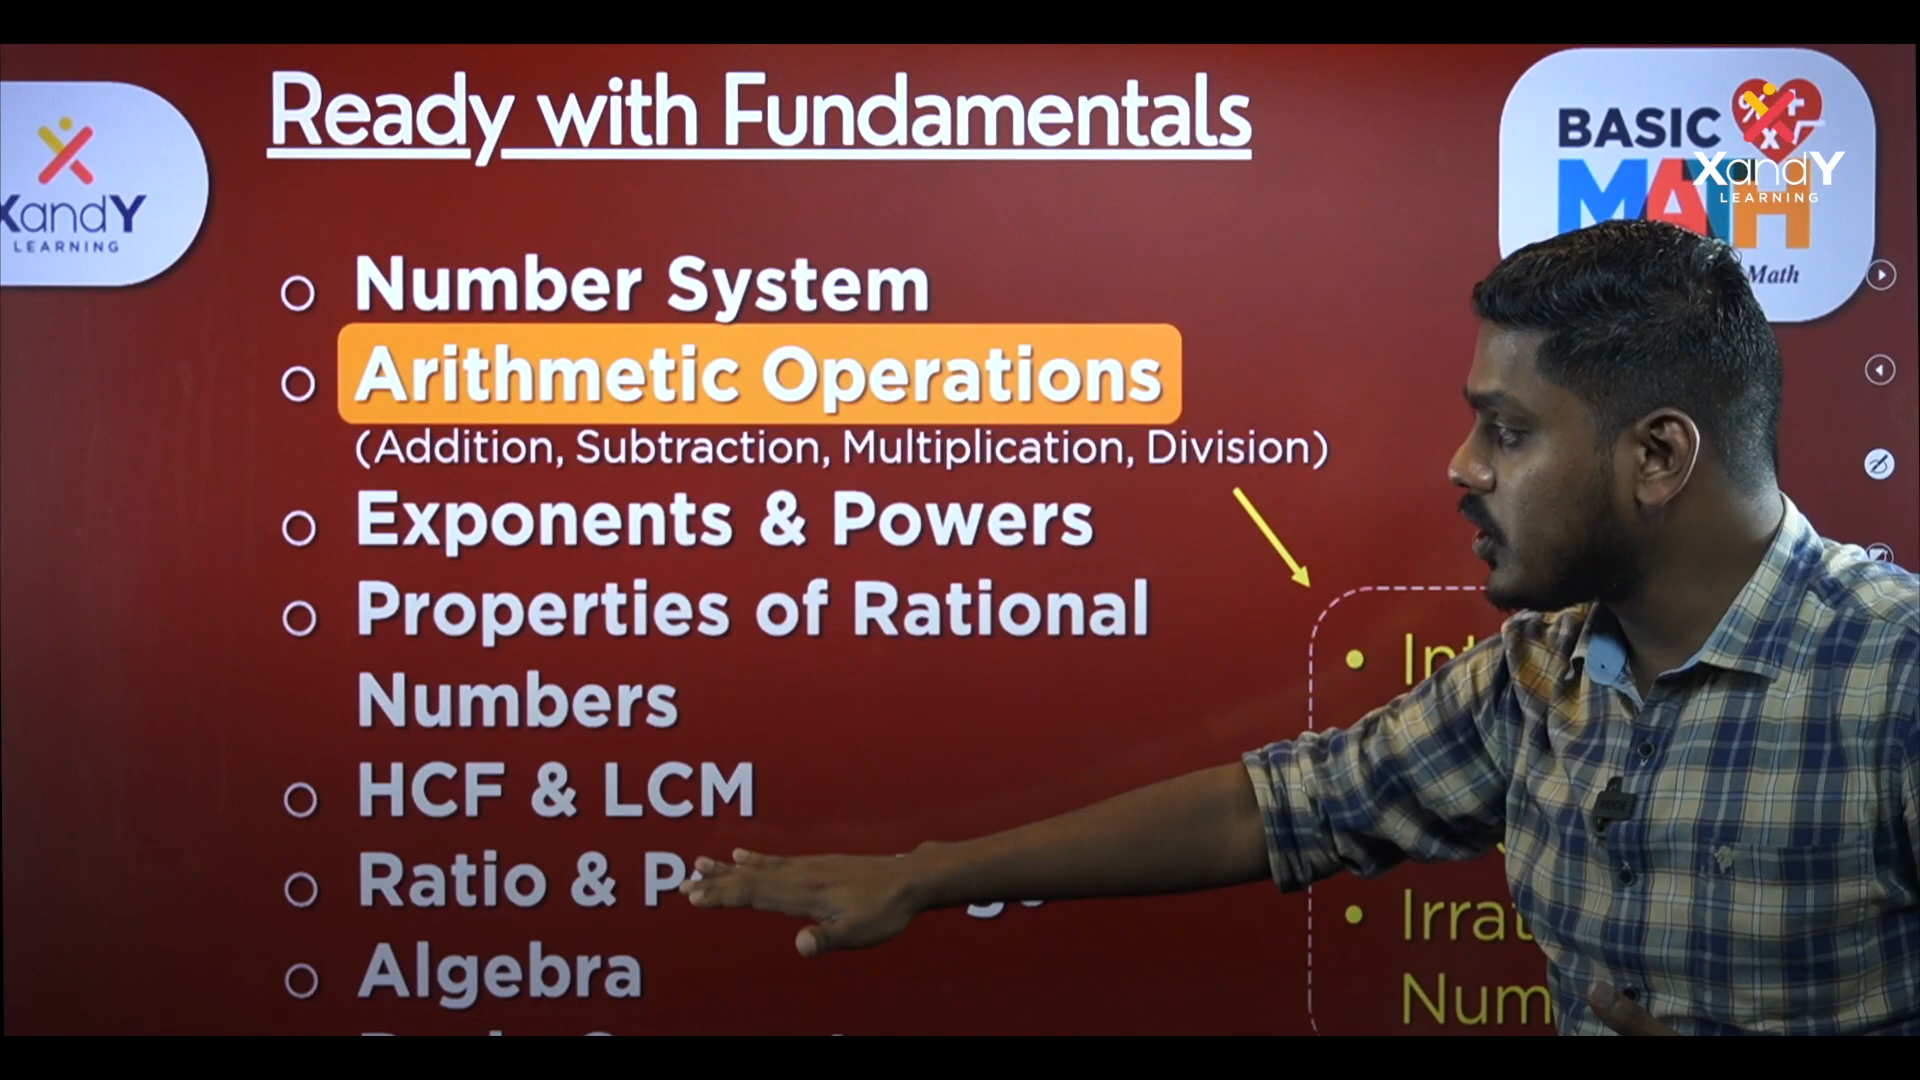 Ready with Fundamentals
XandY
LEARNING
BASIC
MATH
Math
XandY
LEARNING
Number System
Arithmetic Operations
(Addition, Subtraction, Multiplication, Division)
Exponents & Powers
Properties of Rational
Numbers
HCF & LCM
Ratio &
Algebra